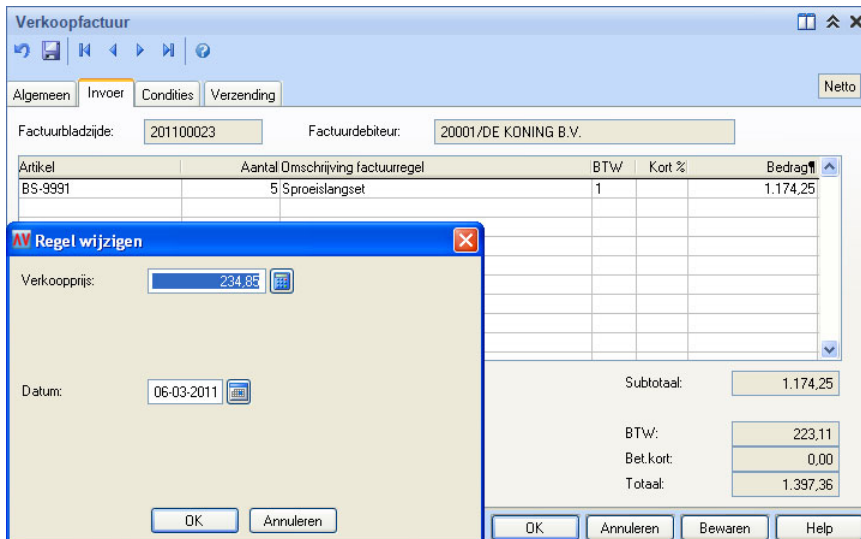 Verkoopfactuur
Algemeen Invoer Condities Verzending Netto
Factuurbladzijde: 201100023 Factuurdebiteur: 20001/DE KONING B.V.
Artikel Aantal Omschrijving factuurregel BTW Kort % Bedrag¶
BS-9991 5 Sproeislangset 1 1.174,25
AV Regel wijzigen
Verkoopprijs: 234,85
Datum: 06-03-2011
OK Annuleren
Subtotaal: 1.174,25
BTW: 223,11
Bet.kort: 0,00
Totaal: 1.397,36
OK Annuleren Bewaren Help